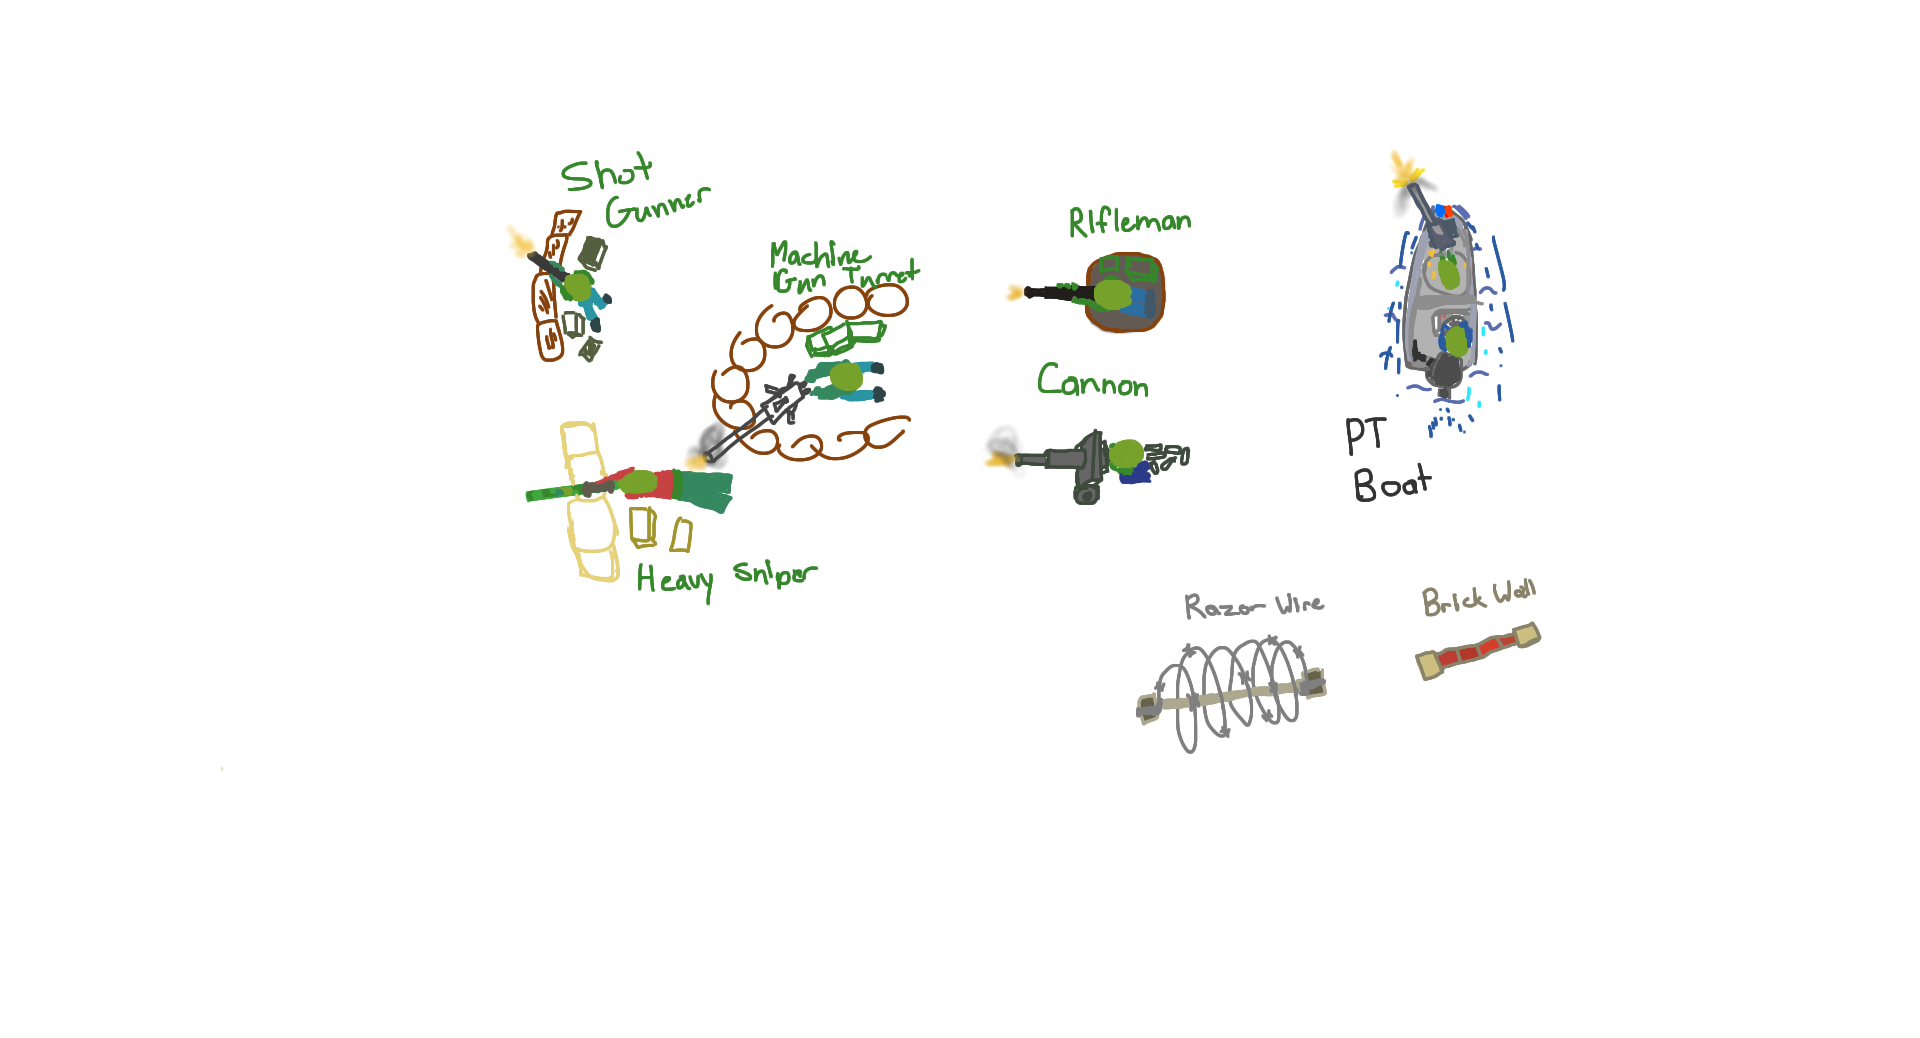 Shot
Gunner
Machine
Gun Turret
Rifleman
Cannon
PT
Boat
Heavy Sniper
Razor Wire
Brick Wall